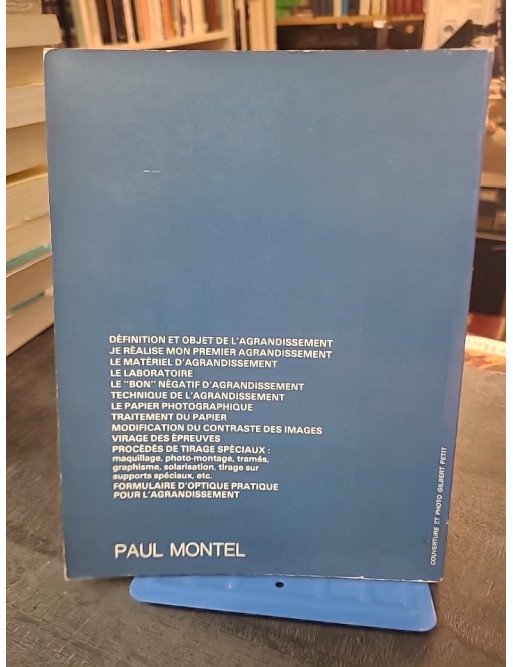 DÉFINITION ET OBJET DE L'AGRANDISSEMENT
JE RÉALISE MON PREMIER AGRANDISSEMENT
LE MATÉRIEL D'AGRANDISSEMENT
LE LABORATOIRE
LE "BON" NÉGATIF D'AGRANDISSEMENT
TECHNIQUE DE L'AGRANDISSEMENT
LE PAPIER PHOTOGRAPHIQUE
TRAITEMENT DU PAPIER
MODIFICATION DU CONTRASTE DES IMAGES
VIRAGE DES ÉPREUVES
PROCÉDÉS DE TIRAGE SPÉCIAUX :
maquillage, photo-montage, tramés,
graphisme, solarisation, tirage sur
supports spéciaux, etc.
FORMULAIRE D'OPTIQUE PRATIQUE
POUR L'AGRANDISSEMENT
PAUL MONTEL
COUVERTURE ET PHOTO GILBERT PETIT